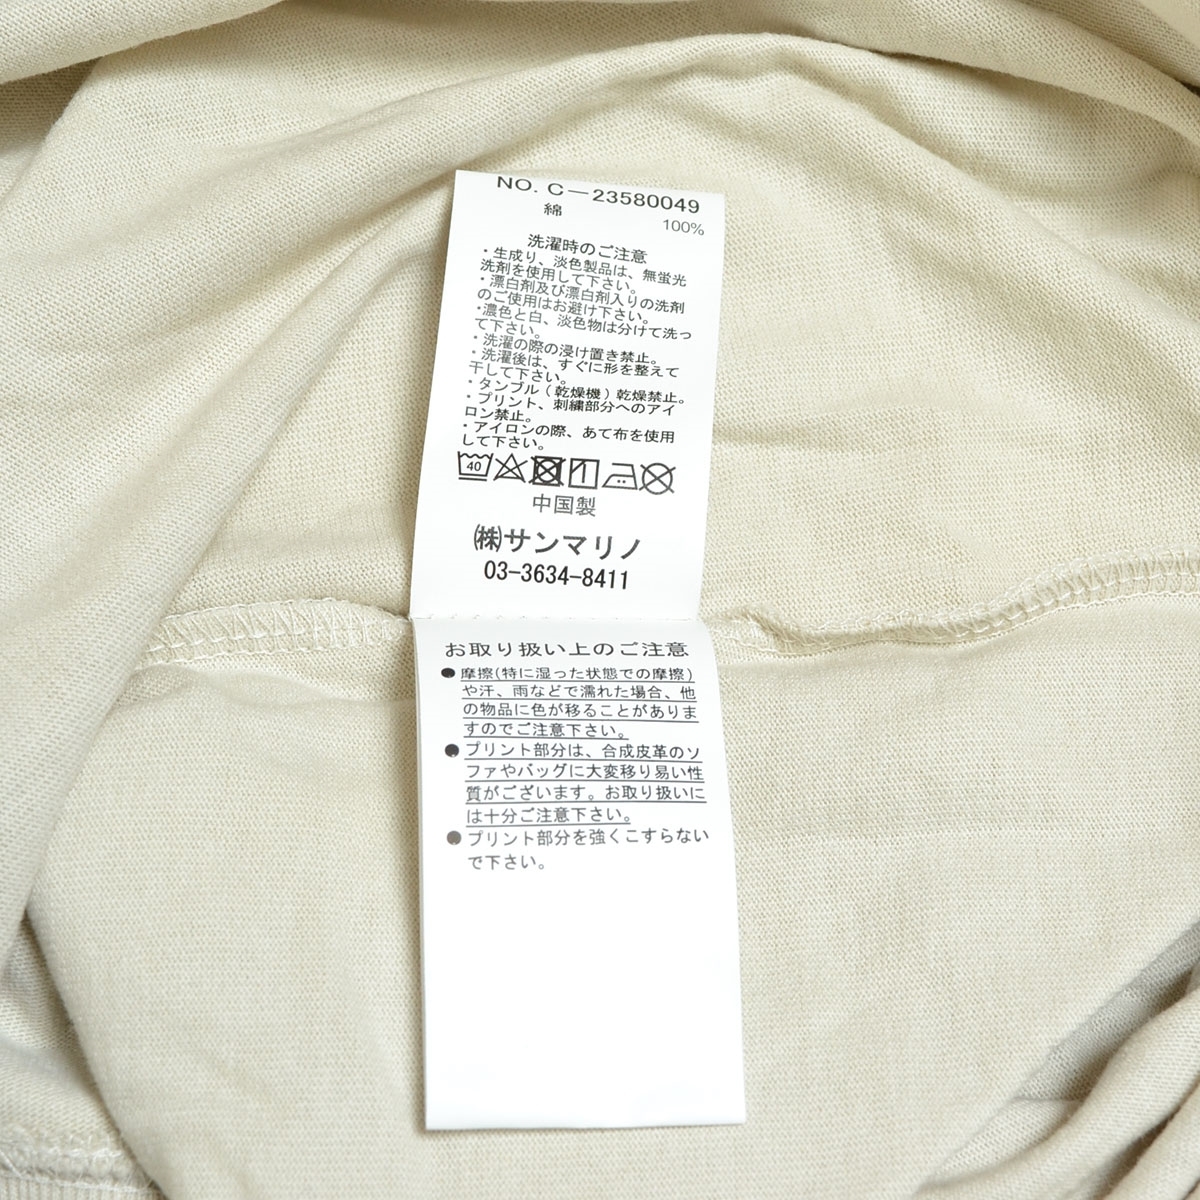 NO. C－23580049
綿 100%
洗濯時のご注意
・生成り、淡色製品は、無蛍光
洗剤を使用して下さい。
・漂白剤及び漂白剤入りの洗剤
のご使用はお避け下さい。
・濃色と白、淡色物は分けて洗っ
て下さい。
・洗濯の際の浸け置き禁止。
・洗濯後は、すぐに形を整えて
干して下さい。
・タンブル（乾燥機）乾燥禁止。
・プリント、刺繍部分へのアイ
ロン禁止。
・アイロンの際、あて布を使用
して下さい。
40
中国製
㈱サンマリノ
03-3634-8411
お取り扱い上のご注意
●摩擦(特に湿った状態での摩擦)
や汗、雨などで濡れた場合、他
の物品に色が移ることがありま
すのでご注意下さい。
●プリント部分は、合成皮革のソ
ファやバッグに大変移り易い性
質がございます。お取り扱いに
は十分ご注意下さい。
●プリント部分を強くこすらない
で下さい。